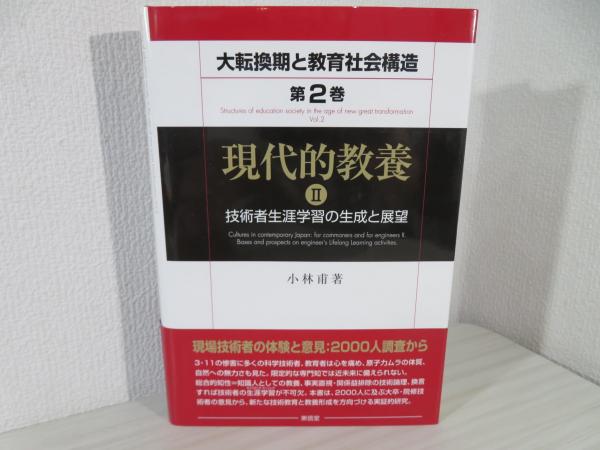 大転換期と教育社会構造
第2巻
Structures of education society in the age of new great transformation
Vol.2
現代的教養
Ⅱ
技術者生涯学習の生成と展望
Cultures in contemporary Japan: for commoners and for engineers II.
Bases and prospects on engineer's Lifelong Learning activities.
小林甫著
現場技術者の体験と意見:2000人調査から
3・11の惨害に多くの科学技術者、教育者は心を痛め、原子力ムラの体質、
自然への無力さも見た。限定的な専門知では近未来に備えられない。
総合的知性=知識人としての教養、事実直視・関係益排除の技術論理、換言
すれば技術者の生涯学習が不可欠。本書は、2000人に及ぶ大卒・院修技
術者の意見から、新たな技術教育と教養形成を方向づける実証的研究。
東信堂